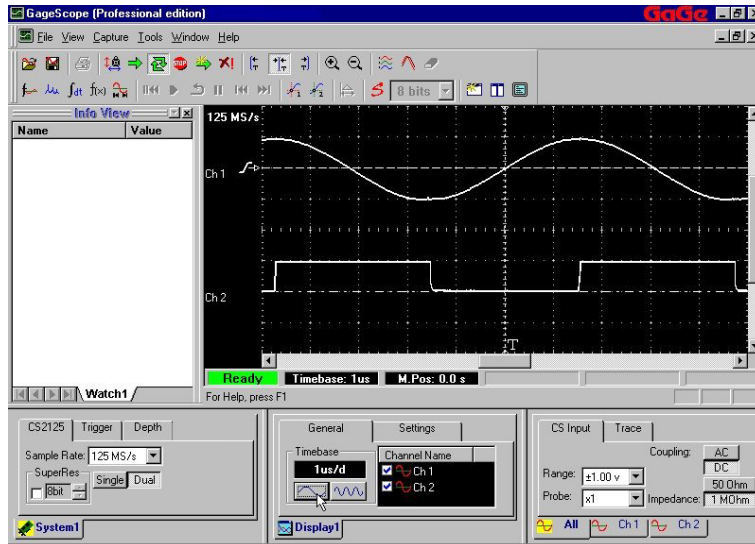 GageScope (Professional edition)
GaGe
File View Capture Tools Window Help
8 bits
Info View
Name Value
125 MS/s
Ch 1
Ch 2
T
Ready Timebase: 1us M.Pos: 0.0 s
Watch1
For Help, press F1
CS2125 Trigger Depth
Sample Rate: 125 MS/s
SuperRes
8bit
Single Dual
System1
General Settings
Timebase
1us/d
Channel Name
Ch 1
Ch 2
Display1
CS Input Trace
Coupling: AC
DC
Range: ±1.00 v
50 Ohm
Probe: x1
Impedance: 1 MOhm
All Ch 1 Ch 2